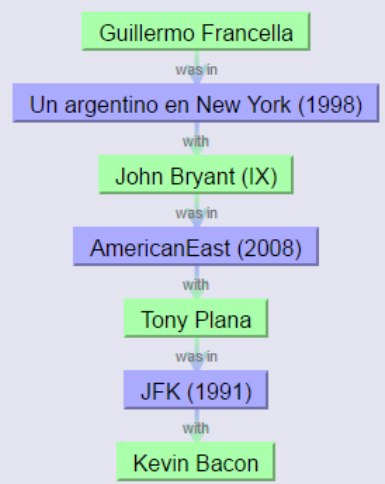 Guillermo Francella
was in
Un argentino en New York (1998)
with
John Bryant (IX)
was in
AmericanEast (2008)
with
Tony Plana
was in
JFK (1991)
with
Kevin Bacon